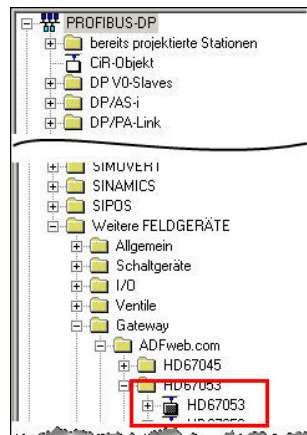 PROFIBUS-DP
bereits projektierte Stationen
CiR-Objekt
DP V0-Slaves
DP/AS-i
DP/PA-Link
SIMOVERT
SINAMICS
SIPOS
Weitere FELDGERÄTE
Allgemein
Schaltgeräte
I/O
Ventile
Gateway
ADFweb.com
HD67045
HD67053
HD67053